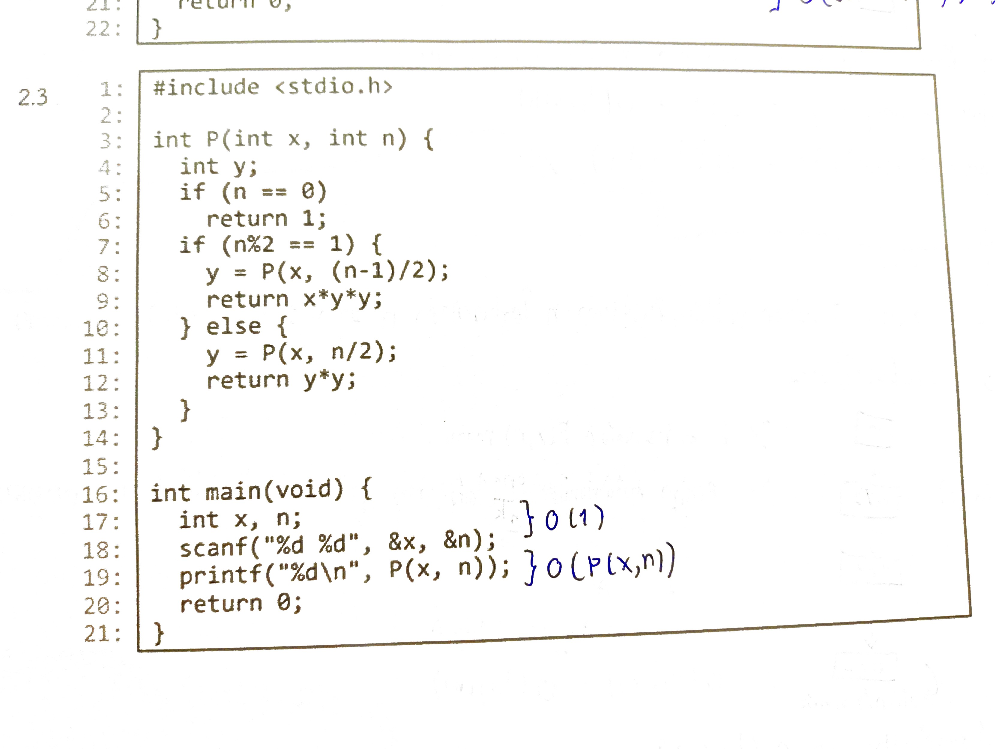 21: return 0;
22: }
2.3
1: #include <stdio.h>
2:
3: int P(int x, int n) {
4: int y;
5: if (n == 0)
6: return 1;
7: if (n%2 == 1) {
8: y = P(x, (n-1)/2);
9: return x*y*y;
10: } else {
11: y = P(x, n/2);
12: return y*y;
13: }
14: }
15:
16: int main(void) {
17: int x, n; } O(1)
18: scanf("%d %d", &x, &n);
19: printf("%d\n", P(x, n)); } O(P(x,n))
20: return 0;
21: }